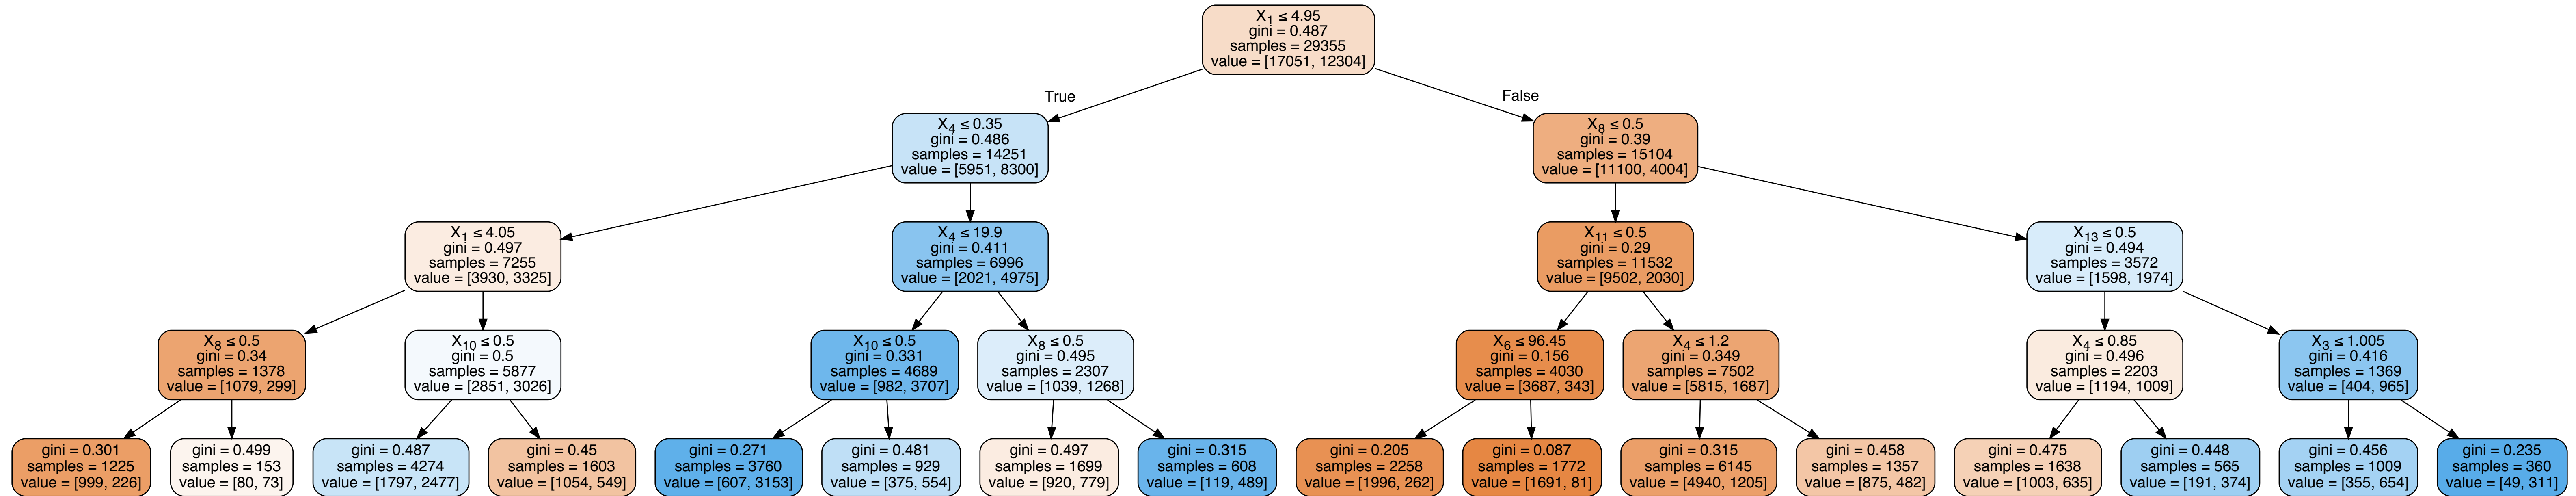 X1 ≤ 4.95
gini = 0.487
samples = 29355
value = [17051, 12304]
True
False
X4 ≤ 0.35
gini = 0.486
samples = 14251
value = [5951, 8300]
X8 ≤ 0.5
gini = 0.39
samples = 15104
value = [11100, 4004]
X1 ≤ 4.05
gini = 0.497
samples = 7255
value = [3930, 3325]
X4 ≤ 19.9
gini = 0.411
samples = 6996
value = [2021, 4975]
X11 ≤ 0.5
gini = 0.29
samples = 11532
value = [9502, 2030]
X13 ≤ 0.5
gini = 0.494
samples = 3572
value = [1598, 1974]
X8 ≤ 0.5
gini = 0.34
samples = 1378
value = [1079, 299]
X10 ≤ 0.5
gini = 0.5
samples = 5877
value = [2851, 3026]
X10 ≤ 0.5
gini = 0.331
samples = 4689
value = [982, 3707]
X8 ≤ 0.5
gini = 0.495
samples = 2307
value = [1039, 1268]
X6 ≤ 96.45
gini = 0.156
samples = 4030
value = [3687, 343]
X4 ≤ 1.2
gini = 0.349
samples = 7502
value = [5815, 1687]
X4 ≤ 0.85
gini = 0.496
samples = 2203
value = [1194, 1009]
X3 ≤ 1.005
gini = 0.416
samples = 1369
value = [404, 965]
gini = 0.301
samples = 1225
value = [999, 226]
gini = 0.499
samples = 153
value = [80, 73]
gini = 0.487
samples = 4274
value = [1797, 2477]
gini = 0.45
samples = 1603
value = [1054, 549]
gini = 0.271
samples = 3760
value = [607, 3153]
gini = 0.481
samples = 929
value = [375, 554]
gini = 0.497
samples = 1699
value = [920, 779]
gini = 0.315
samples = 608
value = [119, 489]
gini = 0.205
samples = 2258
value = [1996, 262]
gini = 0.087
samples = 1772
value = [1691, 81]
gini = 0.315
samples = 6145
value = [4940, 1205]
gini = 0.458
samples = 1357
value = [875, 482]
gini = 0.475
samples = 1638
value = [1003, 635]
gini = 0.448
samples = 565
value = [191, 374]
gini = 0.456
samples = 1009
value = [355, 654]
gini = 0.235
samples = 360
value = [49, 311]